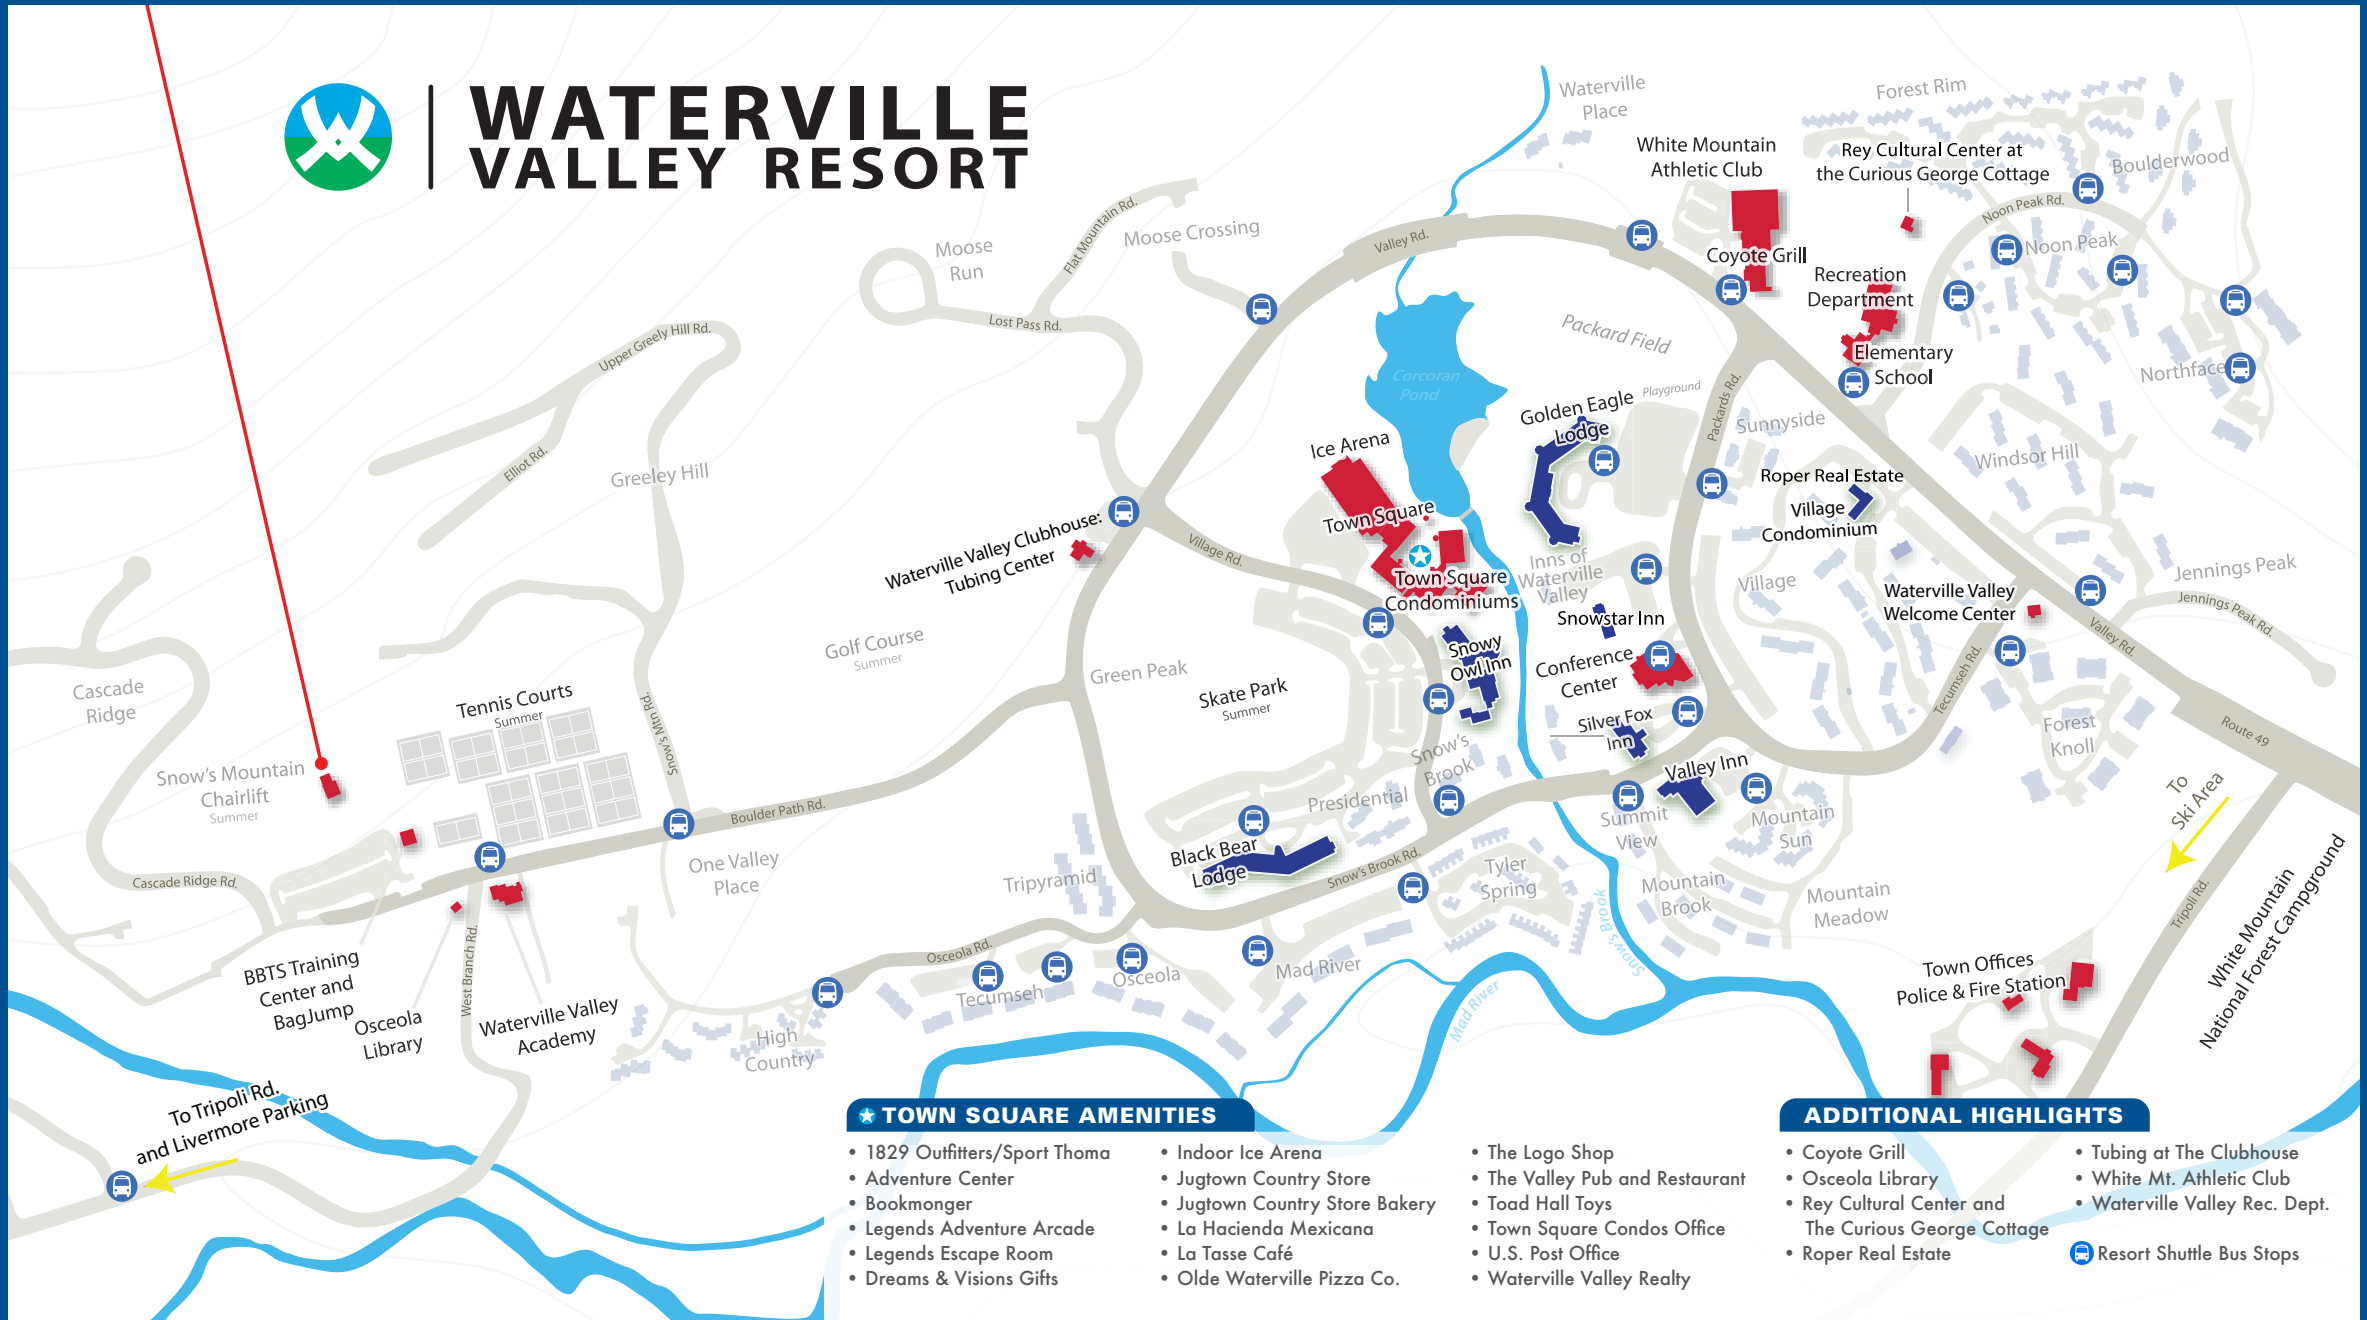 WATERVILLE
VALLEY RESORT
Waterville
Place
Forest Rim
White Mountain
Athletic Club
Rey Cultural Center at
the Curious George Cottage
Boulderwood
Noon Peak Rd.
Noon Peak
Flat Mountain Rd.
Moose Crossing
Moose
Run
Valley Rd.
Coyote Grill
Recreation
Department
Lost Pass Rd.
Upper Greely Hill Rd.
Packard Field
Elementary
School
Northface
Corcoran
Pond
Playground
Packards Rd.
Golden Eagle
Lodge
Sunnyside
Ice Arena
Elliot Rd.
Greeley Hill
Windsor Hill
Roper Real Estate
Village
Condominium
Town Square
Waterville Valley Clubhouse:
Tubing Center
Village Rd.
Town Square
Condominiums
Inns of
Waterville
Valley
Village
Jennings Peak
Jennings Peak Rd.
Waterville Valley
Welcome Center
Valley Rd.
Snowstar Inn
Golf Course
Summer
Green Peak
Snowy
Owl Inn
Conference
Center
Tecumseh Rd.
Cascade
Ridge
Tennis Courts
Summer
Snow's Mtn Rd.
Skate Park
Summer
Silver Fox
Inn
Forest
Knoll
Route 49
Snow's
Brook
Valley Inn
Snow's Mountain
Chairlift
Summer
To
Ski Area
Presidential
Boulder Path Rd.
Summit
View
Mountain
Sun
One Valley
Place
Black Bear
Lodge
Snow's Brook Rd.
Tyler
Spring
Tripyramid
Cascade Ridge Rd.
Mountain
Brook
Mountain
Meadow
Tripoli Rd.
White Mountain
National Forest Campground
Snow's Brook
BBTS Training
Center and
BagJump
Osceola
Library
West Branch Rd.
Waterville Valley
Academy
Osceola Rd.
Tecumseh
Osceola
Mad River
Mad River
High
Country
Town Offices
Police & Fire Station
To Tripoli Rd.
and Livermore Parking
TOWN SQUARE AMENITIES
• 1829 Outfitters/Sport Thoma
• Adventure Center
• Bookmonger
• Legends Adventure Arcade
• Legends Escape Room
• Dreams & Visions Gifts
• Indoor Ice Arena
• Jugtown Country Store
• Jugtown Country Store Bakery
• La Hacienda Mexicana
• La Tasse Café
• Olde Waterville Pizza Co.
• The Logo Shop
• The Valley Pub and Restaurant
• Toad Hall Toys
• Town Square Condos Office
• U.S. Post Office
• Waterville Valley Realty
ADDITIONAL HIGHLIGHTS
• Coyote Grill
• Osceola Library
• Rey Cultural Center and
The Curious George Cottage
• Roper Real Estate
• Tubing at The Clubhouse
• White Mt. Athletic Club
• Waterville Valley Rec. Dept.
Resort Shuttle Bus Stops